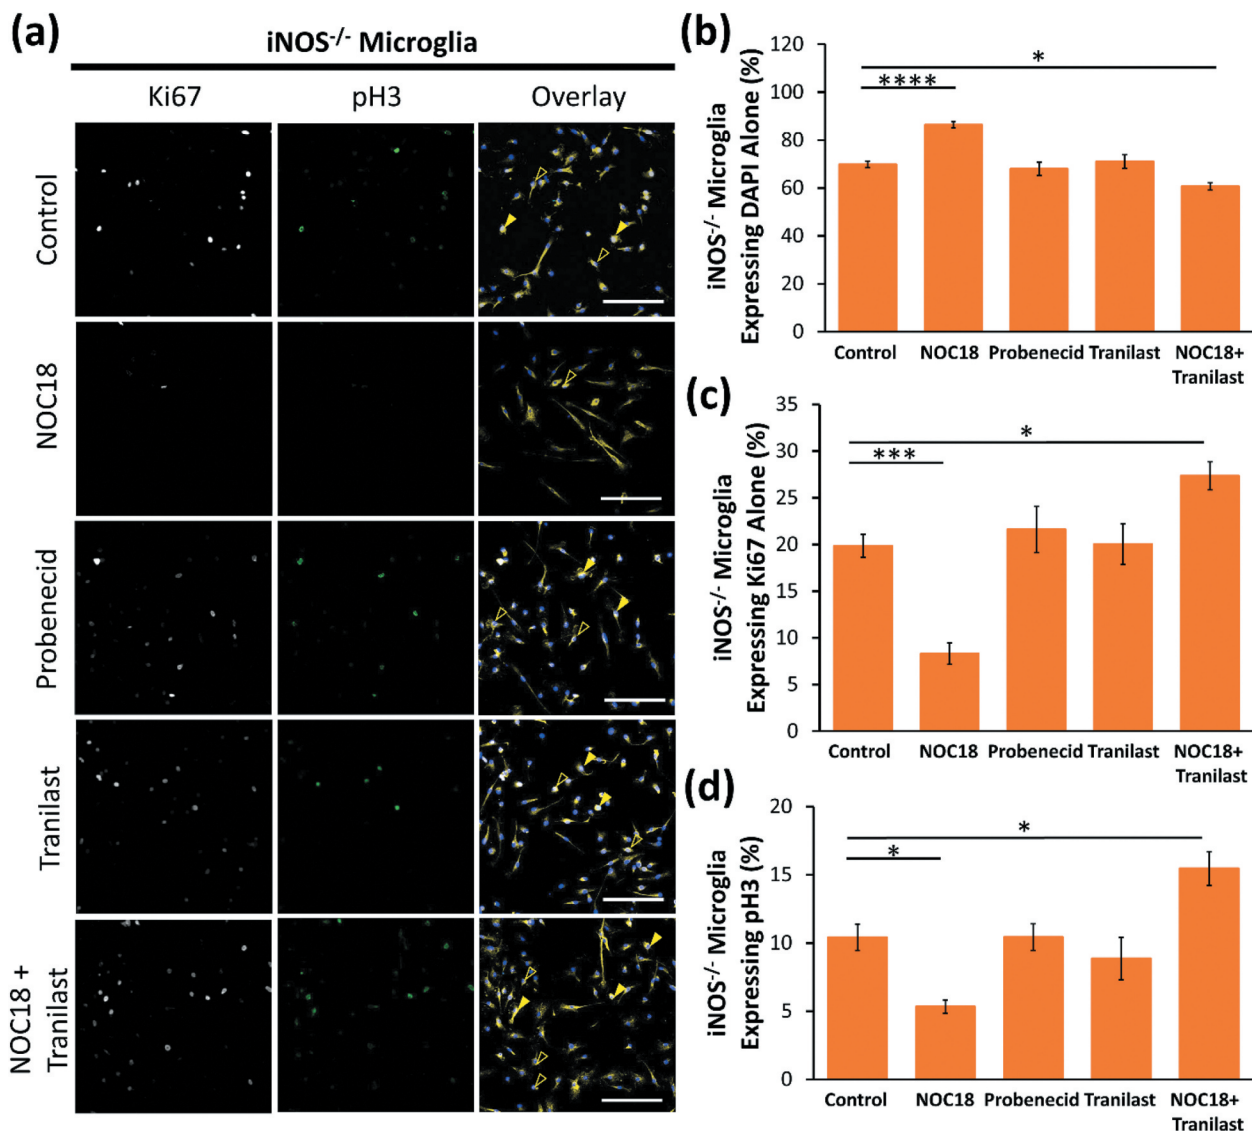 (a)
iNOS-/- Microglia
Ki67 pH3 Overlay
Control
NOC18
Probenecid
Tranilast
NOC18 +
Tranilast
(b)
iNOS-/- Microglia
Expressing DAPI Alone (%)
120
100
80
60
40
20
0
*
****
Control NOC18 Probenecid Tranilast NOC18+
Tranilast
(c)
iNOS-/- Microglia
Expressing Ki67 Alone (%)
35
30
25
20
15
10
5
0
*
***
Control NOC18 Probenecid Tranilast NOC18+
Tranilast
(d)
iNOS-/- Microglia
Expressing pH3 (%)
20
15
10
5
0
*
*
Control NOC18 Probenecid Tranilast NOC18+
Tranilast